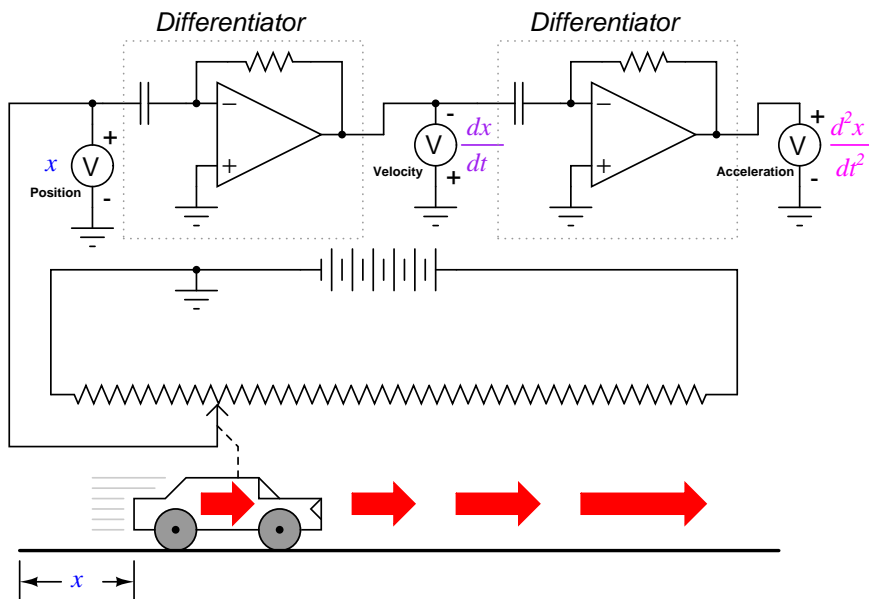 Differentiator Differentiator
+ − + − +
x V Position - V Velocity + dx/dt V Acceleration - d²x/dt²
x